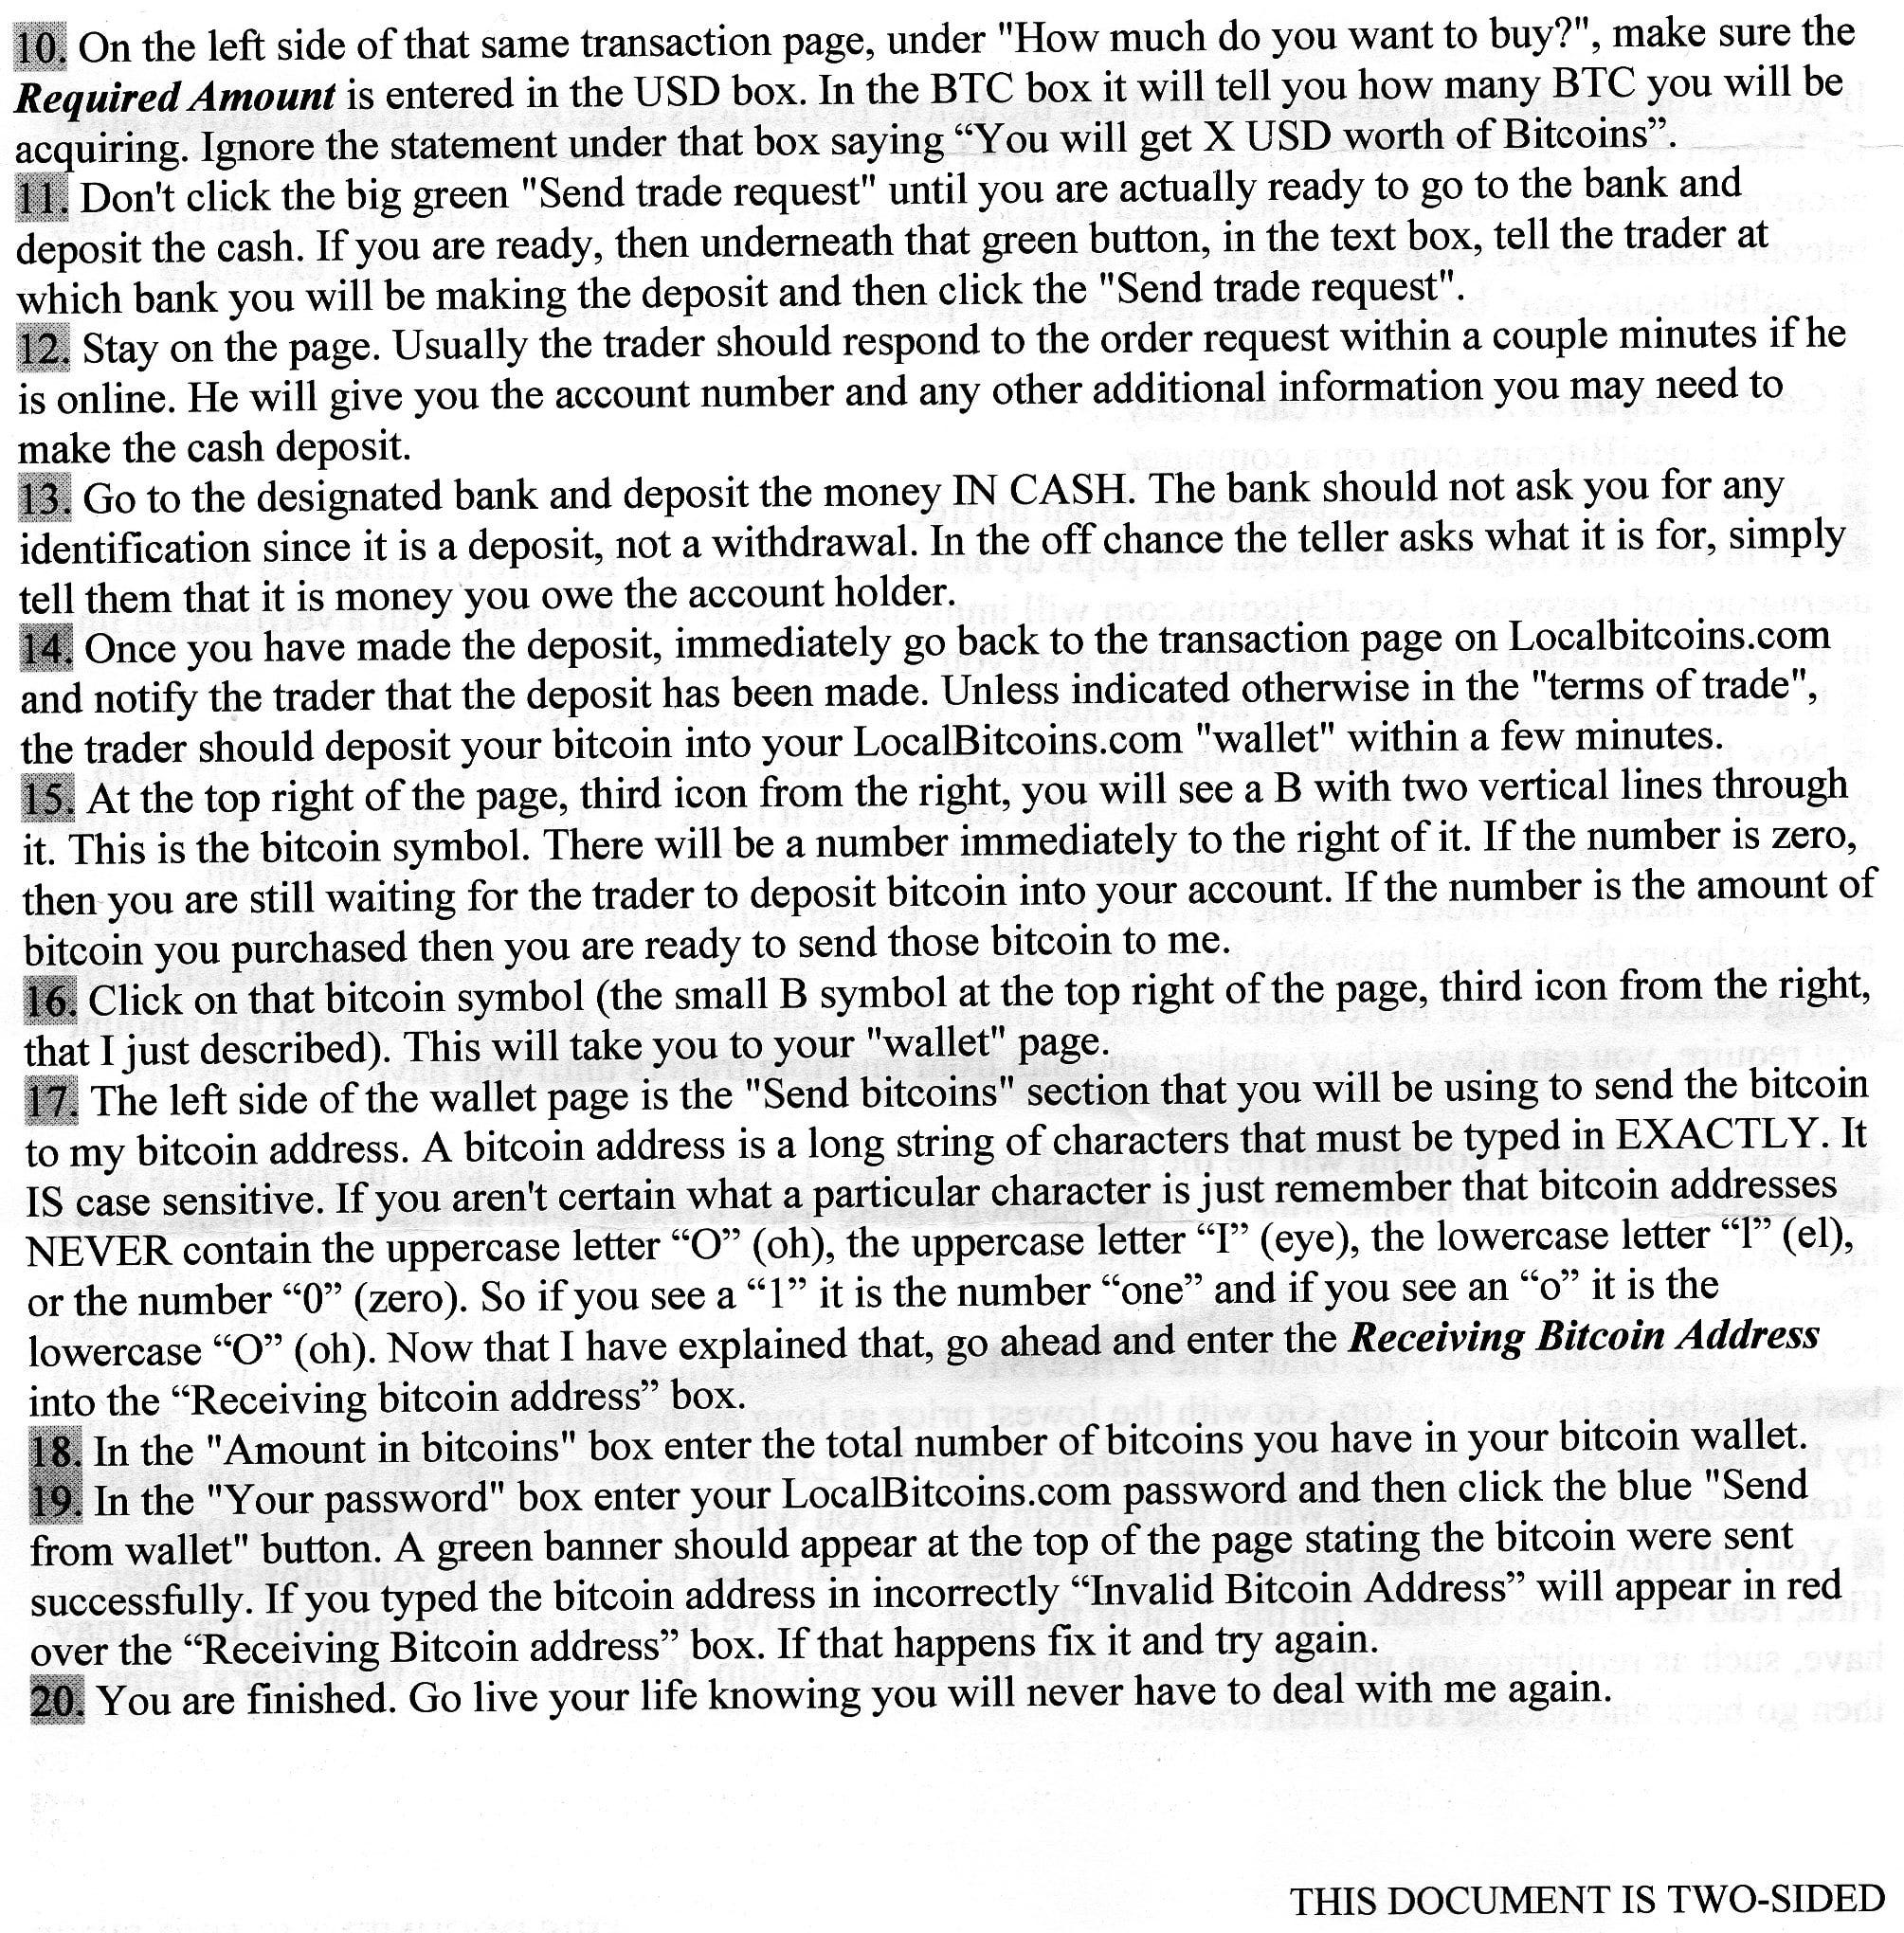 10. On the left side of that same transaction page, under "How much do you want to buy?", make sure the
Required Amount is entered in the USD box. In the BTC box it will tell you how many BTC you will be
acquiring. Ignore the statement under that box saying “You will get X USD worth of Bitcoins”.
11. Don't click the big green "Send trade request" until you are actually ready to go to the bank and
deposit the cash. If you are ready, then underneath that green button, in the text box, tell the trader at
which bank you will be making the deposit and then click the "Send trade request".
12. Stay on the page. Usually the trader should respond to the order request within a couple minutes if he
is online. He will give you the account number and any other additional information you may need to
make the cash deposit.
13. Go to the designated bank and deposit the money IN CASH. The bank should not ask you for any
identification since it is a deposit, not a withdrawal. In the off chance the teller asks what it is for, simply
tell them that it is money you owe the account holder.
14. Once you have made the deposit, immediately go back to the transaction page on Localbitcoins.com
and notify the trader that the deposit has been made. Unless indicated otherwise in the "terms of trade",
the trader should deposit your bitcoin into your LocalBitcoins.com "wallet" within a few minutes.
15. At the top right of the page, third icon from the right, you will see a B with two vertical lines through
it. This is the bitcoin symbol. There will be a number immediately to the right of it. If the number is zero,
then you are still waiting for the trader to deposit bitcoin into your account. If the number is the amount of
bitcoin you purchased then you are ready to send those bitcoin to me.
16. Click on that bitcoin symbol (the small B symbol at the top right of the page, third icon from the right,
that I just described). This will take you to your "wallet" page.
17. The left side of the wallet page is the "Send bitcoins" section that you will be using to send the bitcoin
to my bitcoin address. A bitcoin address is a long string of characters that must be typed in EXACTLY. It
IS case sensitive. If you aren't certain what a particular character is just remember that bitcoin addresses
NEVER contain the uppercase letter “O” (oh), the uppercase letter “I” (eye), the lowercase letter “l” (el),
or the number “0” (zero). So if you see a “1” it is the number “one” and if you see an “o” it is the
lowercase “O” (oh). Now that I have explained that, go ahead and enter the Receiving Bitcoin Address
into the “Receiving bitcoin address” box.
18. In the "Amount in bitcoins" box enter the total number of bitcoins you have in your bitcoin wallet.
19. In the "Your password" box enter your LocalBitcoins.com password and then click the blue "Send
from wallet" button. A green banner should appear at the top of the page stating the bitcoin were sent
successfully. If you typed the bitcoin address in incorrectly “Invalid Bitcoin Address” will appear in red
over the “Receiving Bitcoin address” box. If that happens fix it and try again.
20. You are finished. Go live your life knowing you will never have to deal with me again.
THIS DOCUMENT IS TWO-SIDED